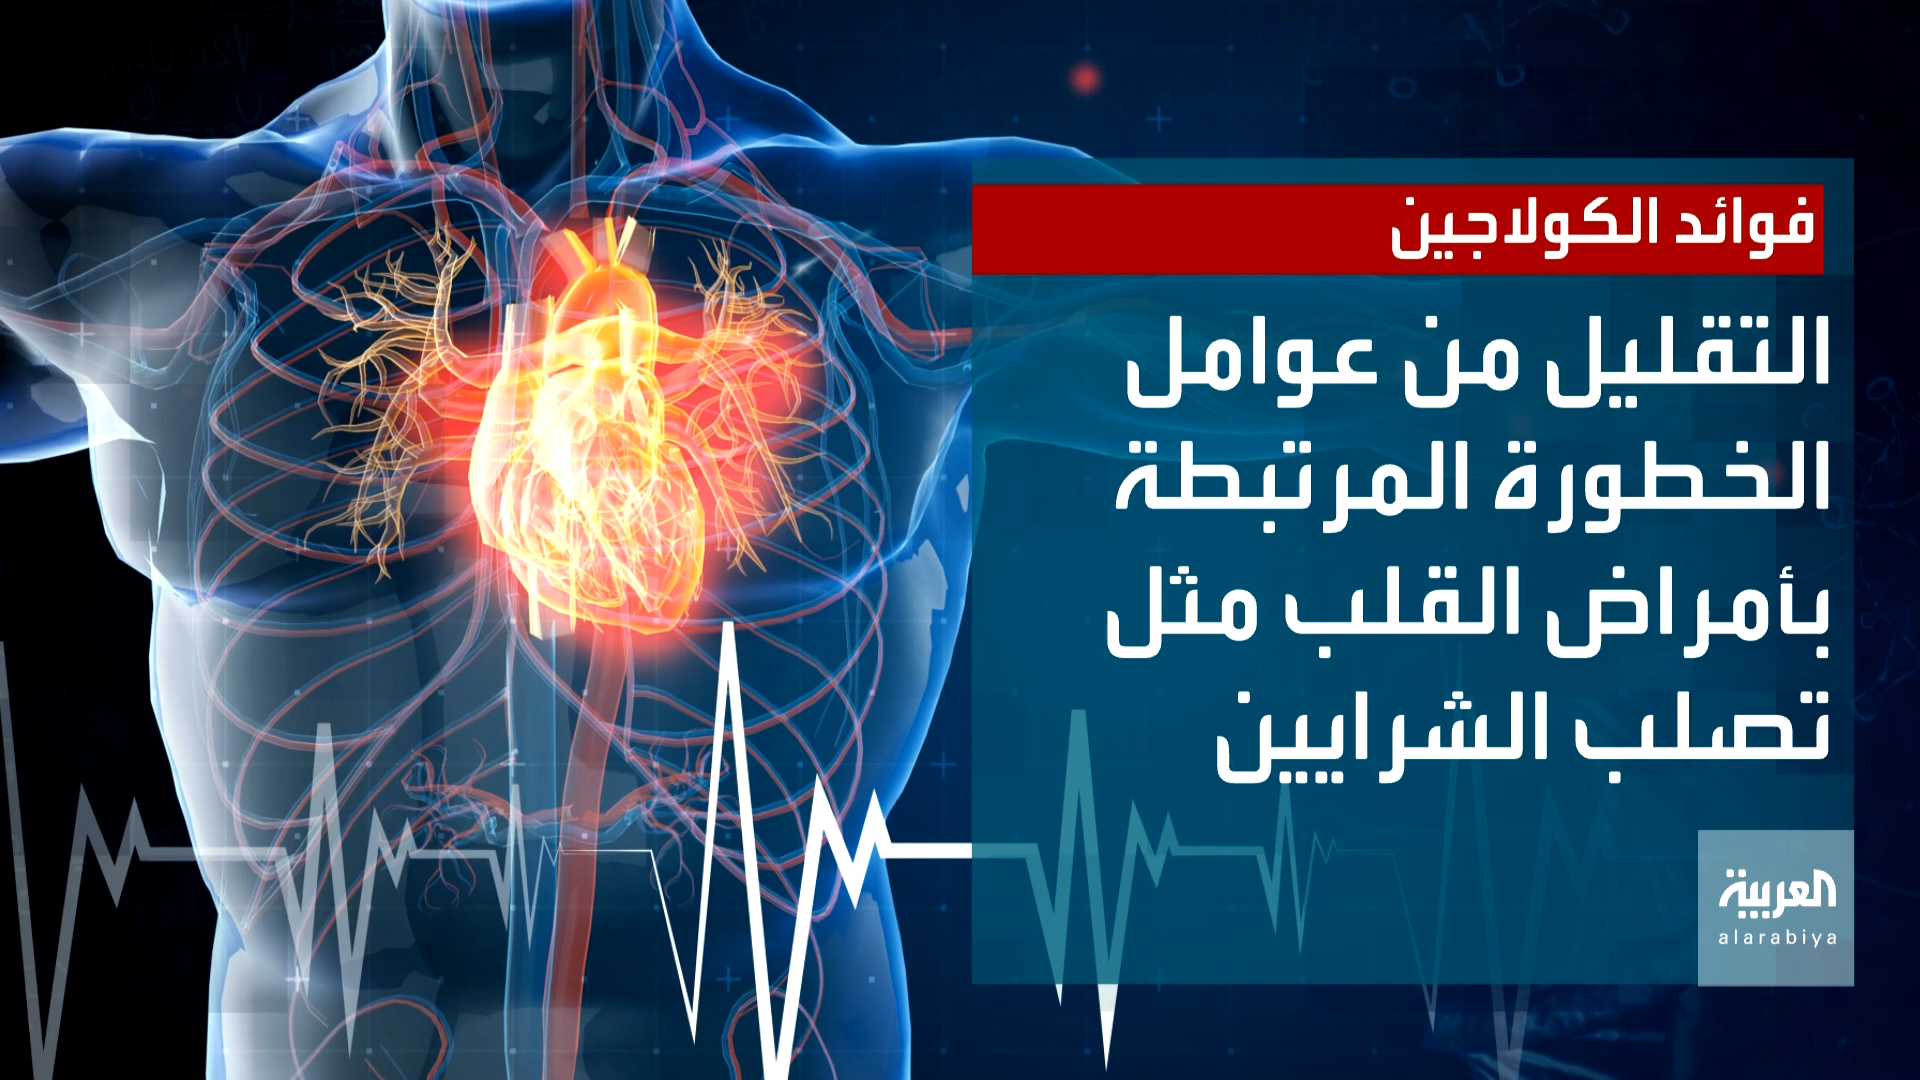 فوائد الكولاجين
التقليل من عوامل
الخطورة المرتبطة
بأمراض القلب مثل
تصلب الشرايين
العربية
alarabiya